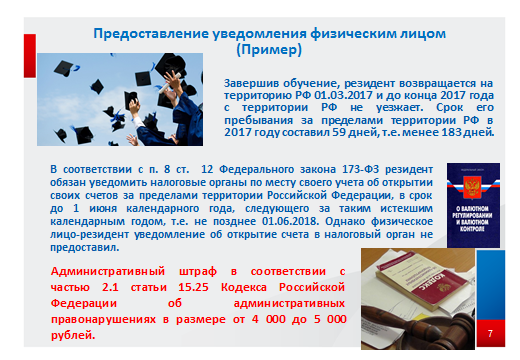 Предоставление уведомления физическим лицом
(Пример)
Завершив обучение, резидент возвращается на
территорию РФ 01.03.2017 и до конца 2017 года
с территории РФ не уезжает. Срок его
пребывания за пределами территории РФ в
2017 году составил 59 дней, т.е. менее 183 дней.
В соответствии с п. 8 ст. 12 Федерального закона 173-ФЗ резидент
обязан уведомить налоговые органы по месту своего учета об открытии
своих счетов за пределами территории Российской Федерации, в срок
до 1 июня календарного года, следующего за таким истекшим
календарным годом, т.е. не позднее 01.06.2018. Однако физическое
лицо-резидент уведомление об открытие счета в налоговый орган не
предоставил.
О ВАЛЮТНОМ
РЕГУЛИРОВАНИИ
И ВАЛЮТНОМ
КОНТРОЛЕ
Административный штраф в соответствии с
частью 2.1 статьи 15.25 Кодекса Российской
Федерации об административных
правонарушениях в размере от 4 000 до 5 000
рублей.
КОДЕКС
7